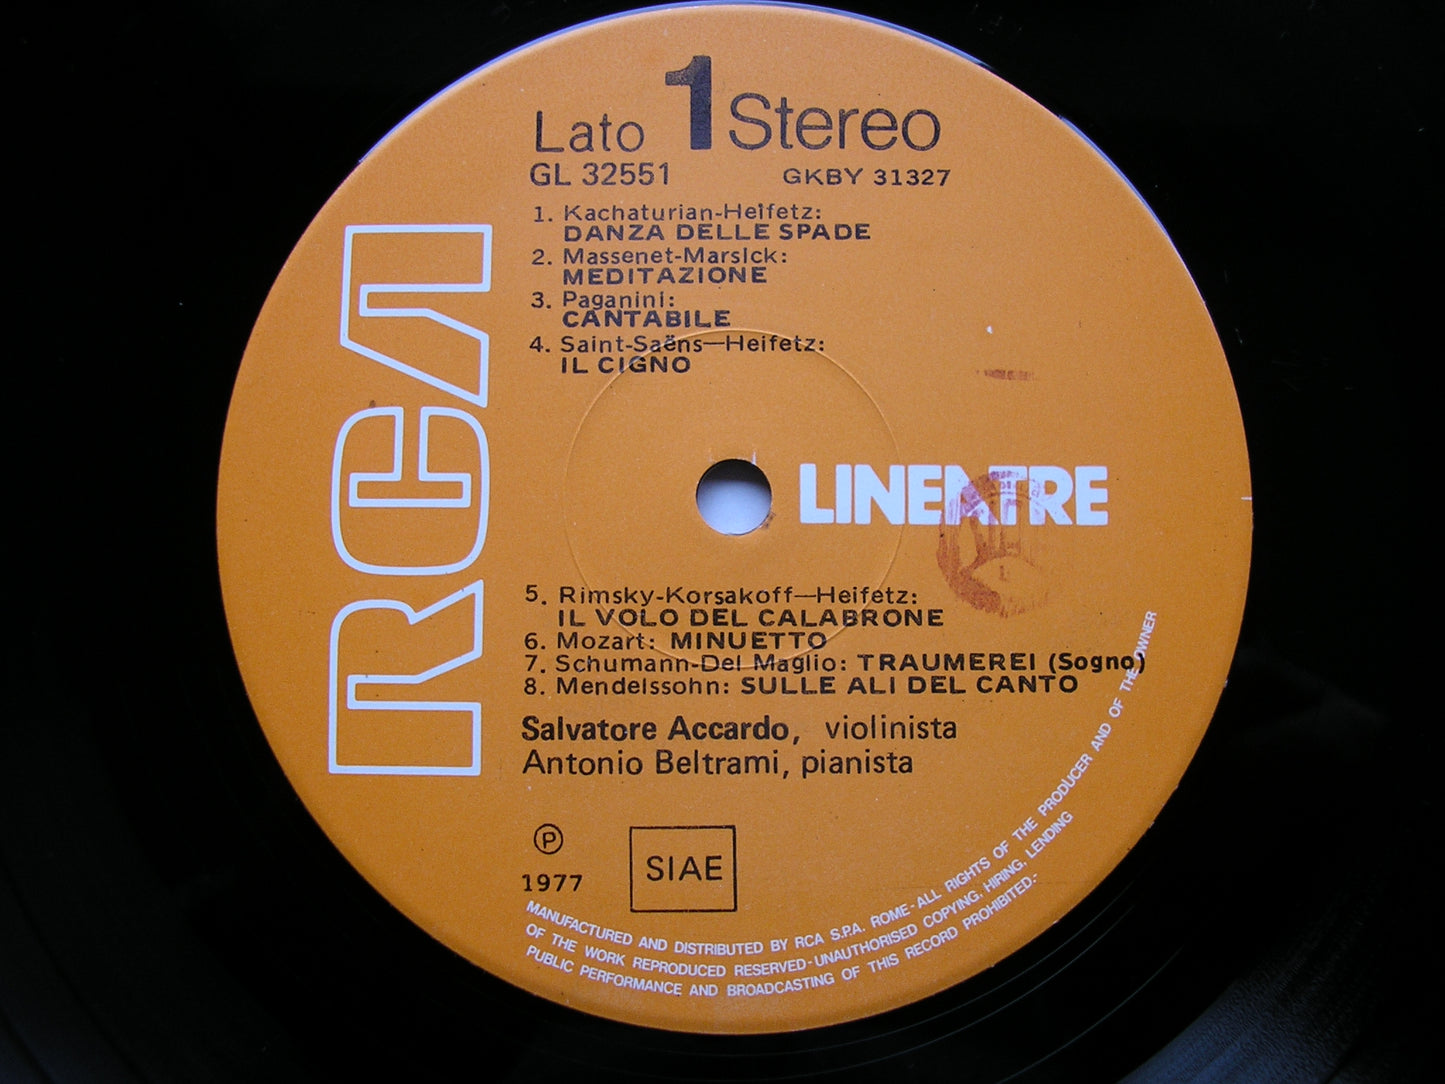 Lato 1 Stereo
GL 32551 GKBY 31327
1. Kachaturian-Heifetz:
DANZA DELLE SPADE
2. Massenet-Marsick:
MEDITAZIONE
3. Paganini:
CANTABILE
4. Saint-Saëns—Heifetz:
IL CIGNO
RCA
LINEATRE
5. Rimsky-Korsakoff—Heifetz:
IL VOLO DEL CALABRONE
6. Mozart: MINUETTO
7. Schumann-Del Maglio: TRAUMEREI (Sogno)
8. Mendelssohn: SULLE ALI DEL CANTO
Salvatore Accardo, violinista
Antonio Beltrami, pianista
℗
1977
SIAE
MANUFACTURED AND DISTRIBUTED BY RCA S.P.A. ROME - ALL RIGHTS OF THE PRODUCER AND OF THE OWNER
OF THE WORK REPRODUCED RESERVED - UNAUTHORISED COPYING, HIRING, LENDING
PUBLIC PERFORMANCE AND BROADCASTING OF THIS RECORD PROHIBITED.-